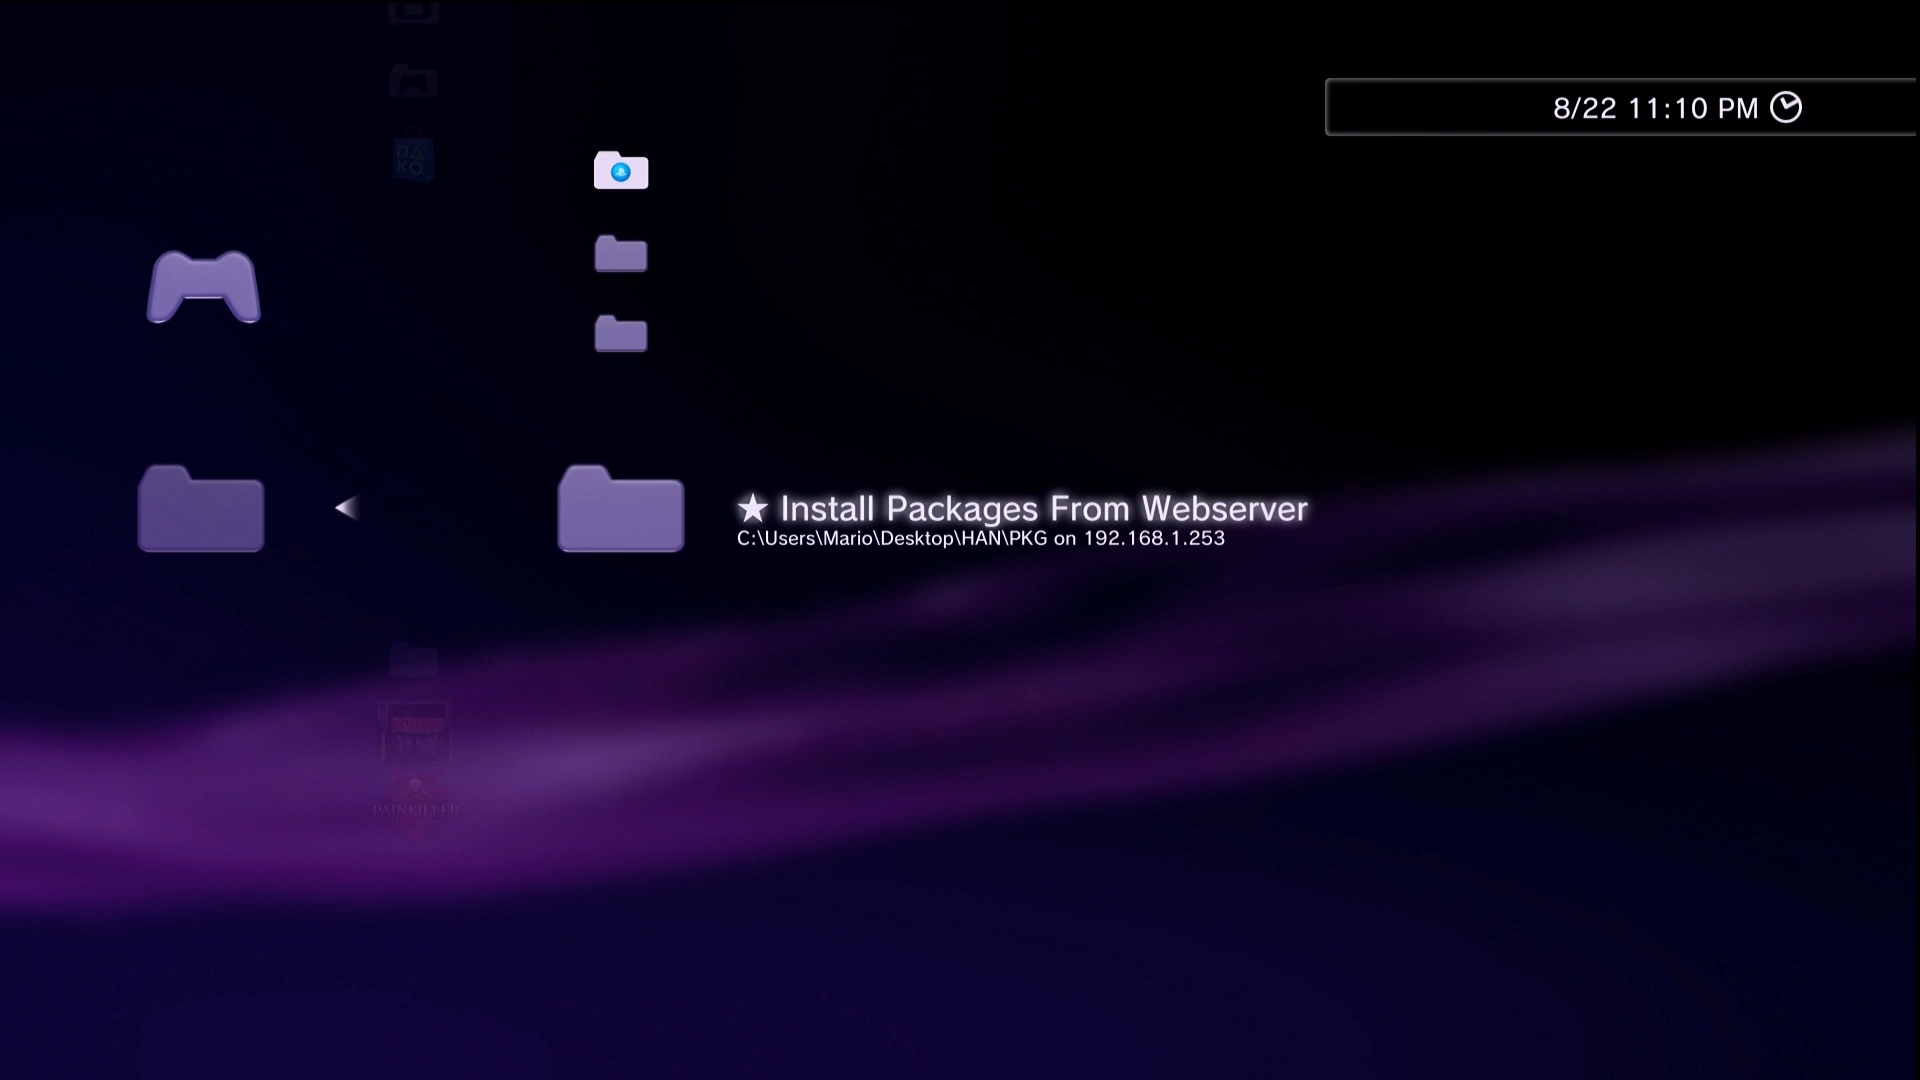 8/22 11:10 PM
★ Install Packages From Webserver
C:\Users\Mario\Desktop\HAN\PKG on 192.168.1.253
PAINKILLER